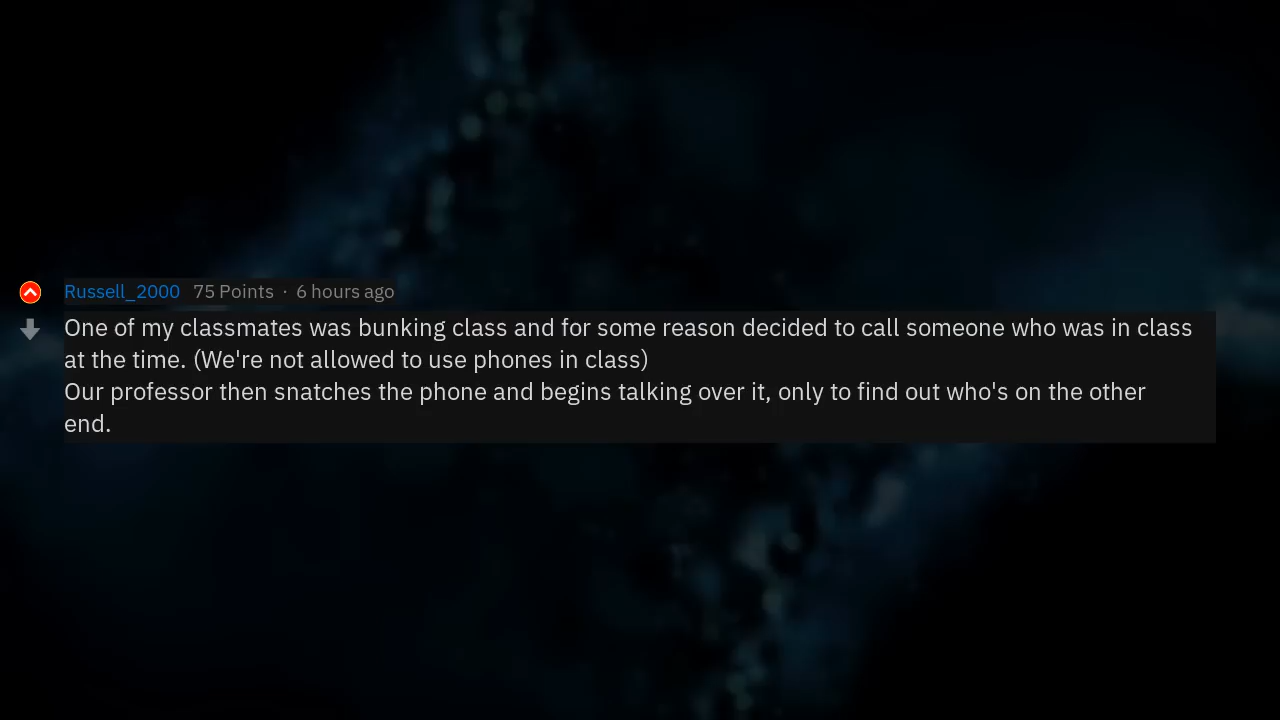 Russell_2000 75 Points · 6 hours ago
One of my classmates was bunking class and for some reason decided to call someone who was in class
at the time. (We're not allowed to use phones in class)
Our professor then snatches the phone and begins talking over it, only to find out who's on the other
end.